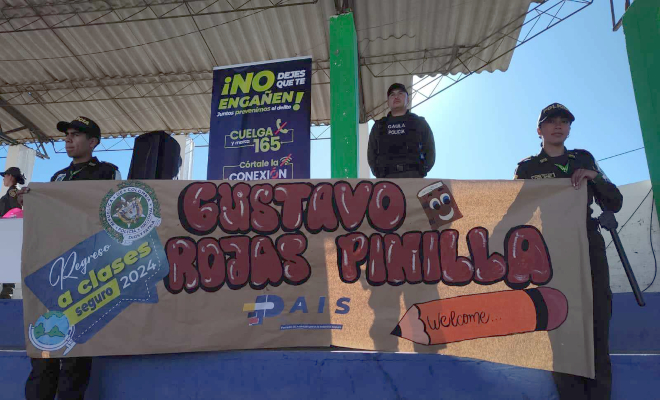 ¡NO DEJES QUE TE
ENGAÑEN!
Juntos prevenimos el delito
CUELGA
y marca 165
Córtale la
CONEXIÓN
GAULA
POLICÍA
GUSTAVO
ROJAS PINILLA
Regreso
a clases
seguro 2024
PAIS
Welcome...